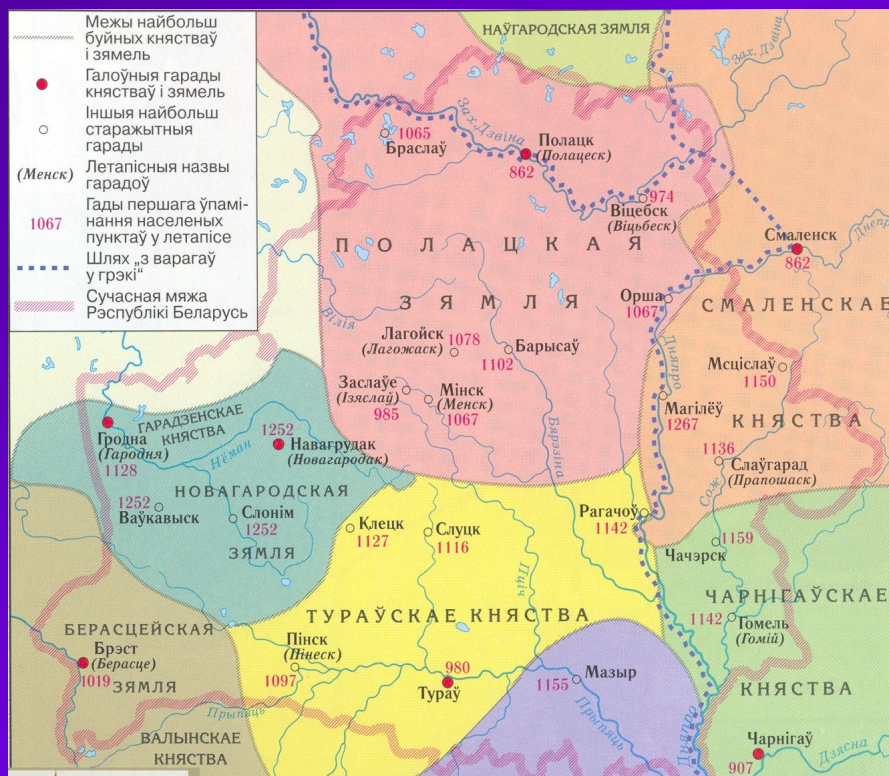 Межы найбольш
буйных княстваў
і зямель
Галоўныя гарады
княстваў і зямель
Іншыя найбольш
старажытныя
гарады
(Менск)
Летапісныя назвы
гарадоў
1067
Гады першага ўпамі-
нання населеных
пунктаў у летапісе
Шлях „з варагаў
у грэкі“
Сучасная мяжа
Рэспублікі Беларусь
НАЎГАРОДСКАЯ ЗЯМЛЯ
Зах. Дзвіна
Зах. Дзвіна
1065
Браслаў
Полацк
(Полацеск)
862
974
Віцебск
(Віцьбеск)
ПОЛАЦКАЯ
ЗЯМЛЯ
Смаленск
862
Днепр
Орша
1067
СМАЛЕНСКАЕ
КНЯСТВА
Вілія
Лагойск
(Лагожаск)
1078
Барысаў
1102
Дняпро
Мсціслаў
1150
Заслаўе
(Ізяслаў)
985
Мінск
(Менск)
1067
Магілёў
1267
Бярэзіна
ГАРАДЗЕНСКАЕ
КНЯСТВА
Гродна
(Гародня)
1128
Нёман
1252
Навагрудак
(Новагародак)
1136
Слаўгарад
(Прапошаск)
Сож
НОВАГАРОДСКАЯ
ЗЯМЛЯ
1252
Ваўкавыск
Слонім
1252
Клецк
1127
Слуцк
1116
Рагачоў
1142
1159
Чачэрск
Пціч
ЧАРНІГАЎСКАЕ
КНЯСТВА
ТУРАЎСКАЕ КНЯСТВА
1142
Гомель
(Гомій)
БЕРАСЦЕЙСКАЯ
ЗЯМЛЯ
Брэст
(Берасце)
1019
Пінск
(Пінеск)
1097
980
Тураў
Мазыр
1155
Прыпяць
Прыпяць
Дняпро
ВАЛЫНСКАЕ
КНЯСТВА
Чарнігаў
907
Дзясна